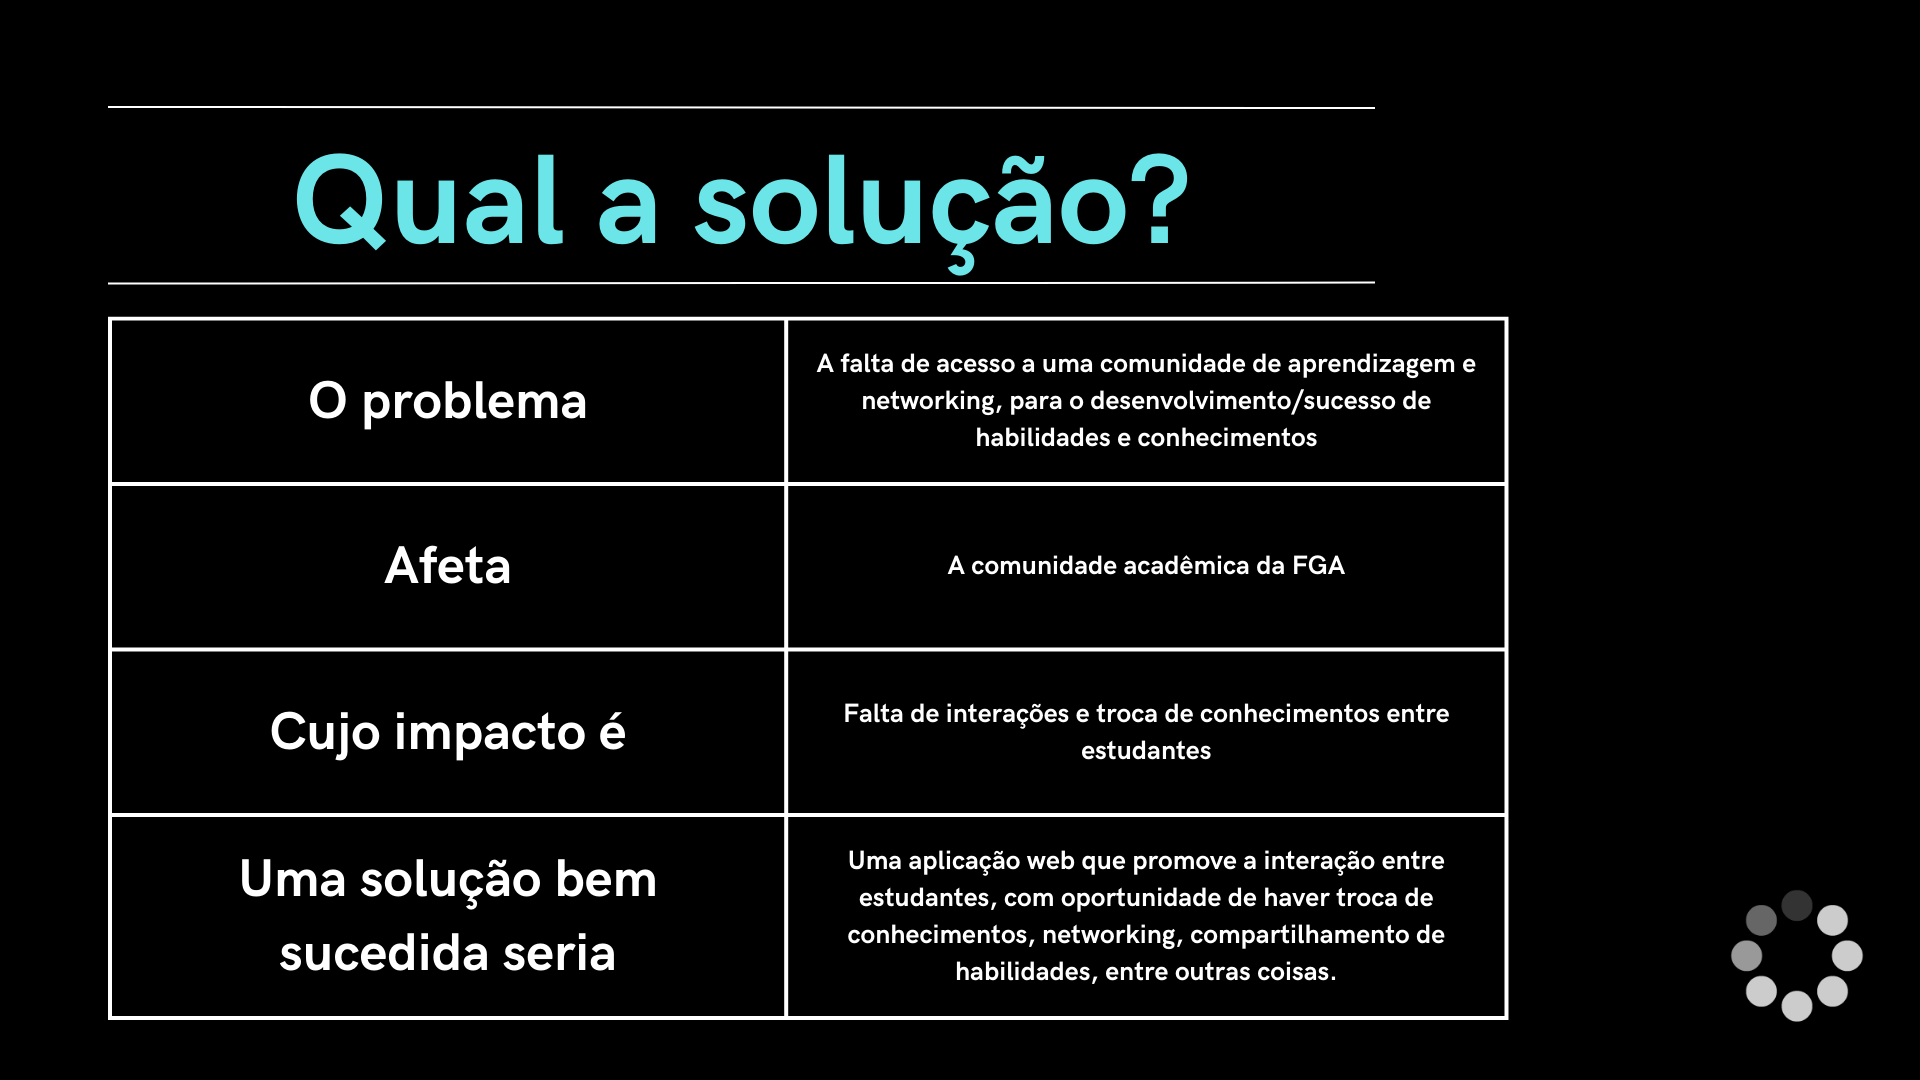 Qual a solução?
O problema
A falta de acesso a uma comunidade de aprendizagem e
networking, para o desenvolvimento/sucesso de
habilidades e conhecimentos
Afeta
A comunidade acadêmica da FGA
Cujo impacto é
Falta de interações e troca de conhecimentos entre
estudantes
Uma solução bem
sucedida seria
Uma aplicação web que promove a interação entre
estudantes, com oportunidade de haver troca de
conhecimentos, networking, compartilhamento de
habilidades, entre outras coisas.